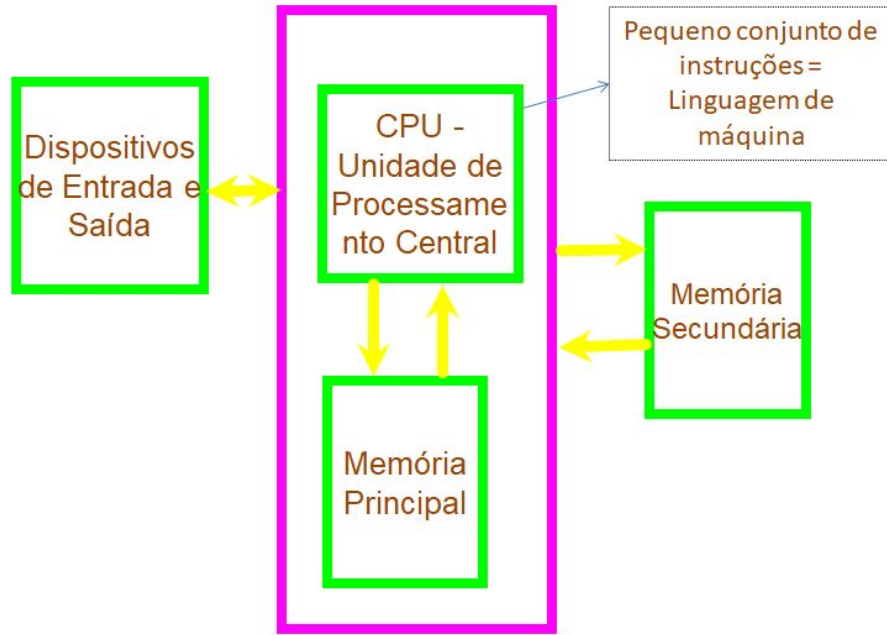 Pequeno conjunto de
instruções =
Linguagem de
máquina
Dispositivos
de Entrada e
Saída
CPU -
Unidade de
Processame
nto Central
Memória
Secundária
Memória
Principal